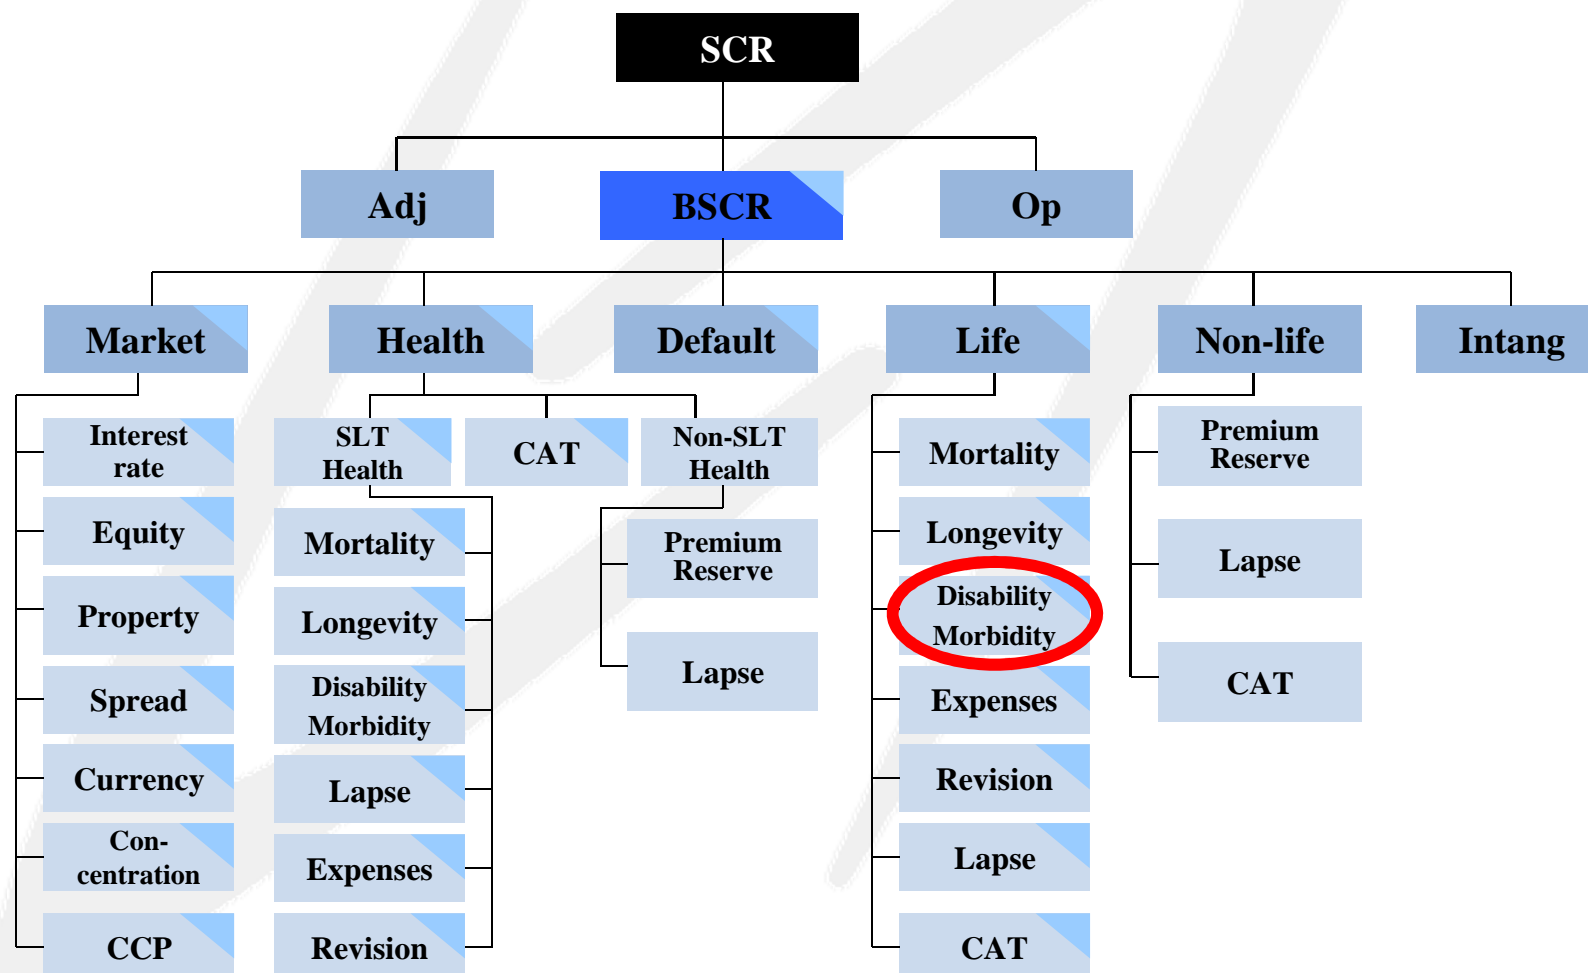 SCR
Adj
BSCR
Op
Market
Health
Default
Life
Non-life
Intang
Interest
rate
Equity
Property
Spread
Currency
Con-
centration
CCP
SLT
Health
Mortality
Longevity
Disability
Morbidity
Lapse
Expenses
Revision
CAT
Non-SLT
Health
Premium
Reserve
Lapse
Mortality
Longevity
Disability
Morbidity
Expenses
Revision
Lapse
CAT
Premium
Reserve
Lapse
CAT